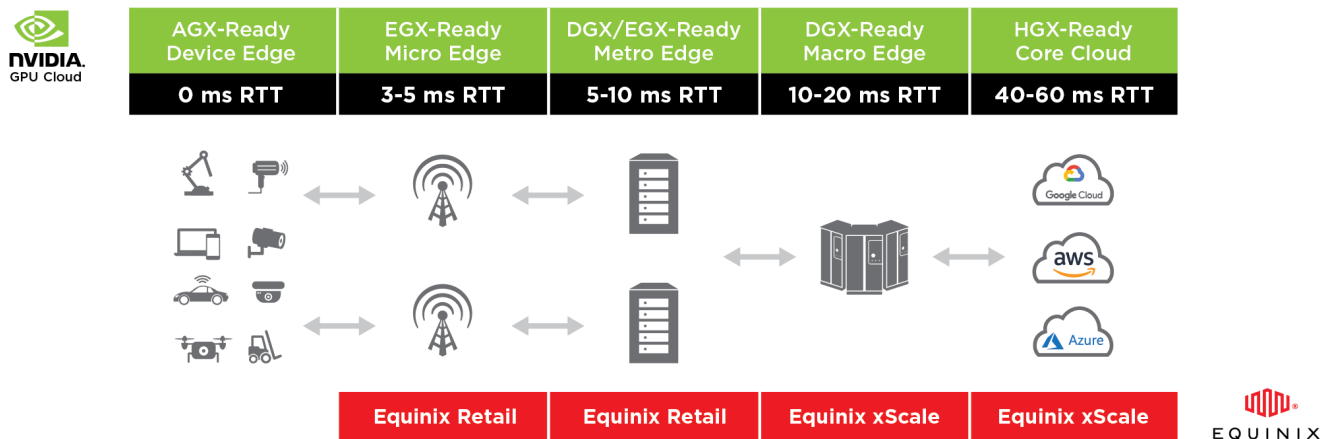 NVIDIA.
GPU Cloud
AGX-Ready
Device Edge
EGX-Ready
Micro Edge
DGX/EGX-Ready
Metro Edge
DGX-Ready
Macro Edge
HGX-Ready
Core Cloud
0 ms RTT
3-5 ms RTT
5-10 ms RTT
10-20 ms RTT
40-60 ms RTT
Google Cloud
aws
Azure
Equinix Retail
Equinix Retail
Equinix xScale
Equinix xScale
EQUINIX